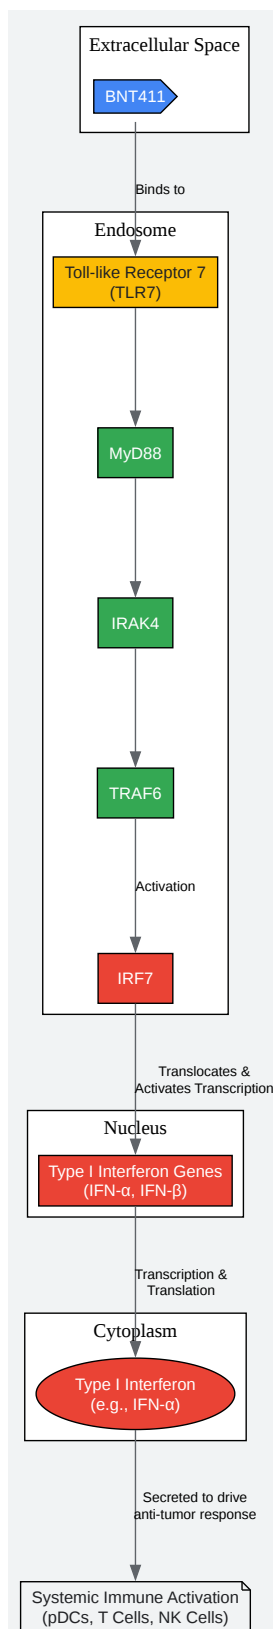 Extracellular Space
BNT411
Binds to
Endosome
Toll-like Receptor 7
(TLR7)
MyD88
IRAK4
TRAF6
Activation
IRF7
Translocates &
Activates Transcription
Nucleus
Type I Interferon Genes
(IFN-α, IFN-β)
Transcription &
Translation
Cytoplasm
Type I Interferon
(e.g., IFN-α)
Secreted to drive
anti-tumor response
Systemic Immune Activation
(pDCs, T Cells, NK Cells)